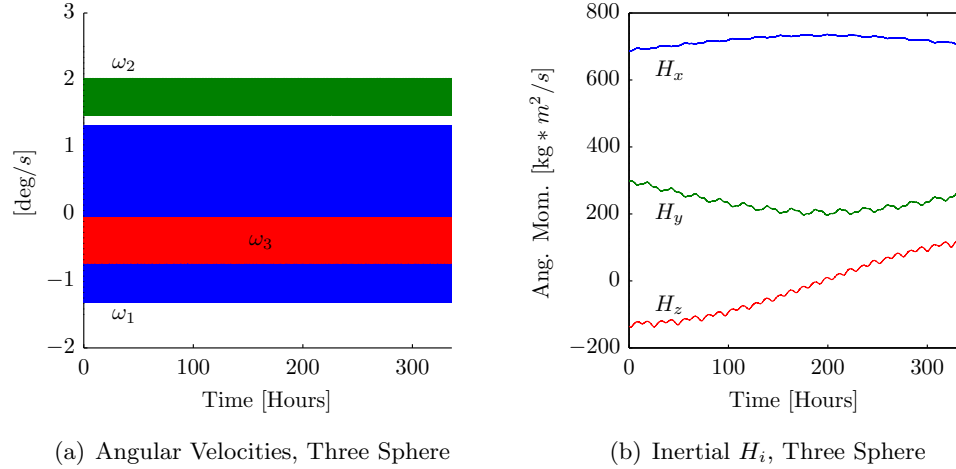 3
2
1
0
−1
−2
[deg/s]
ω₂
ω₃
ω₁
0
100
200
300
Time [Hours]
(a) Angular Velocities, Three Sphere
800
600
400
200
0
−200
Ang. Mom. [kg ∗ m²/s]
Hₓ
H_y
H_z
0
100
200
300
Time [Hours]
(b) Inertial Hᵢ, Three Sphere